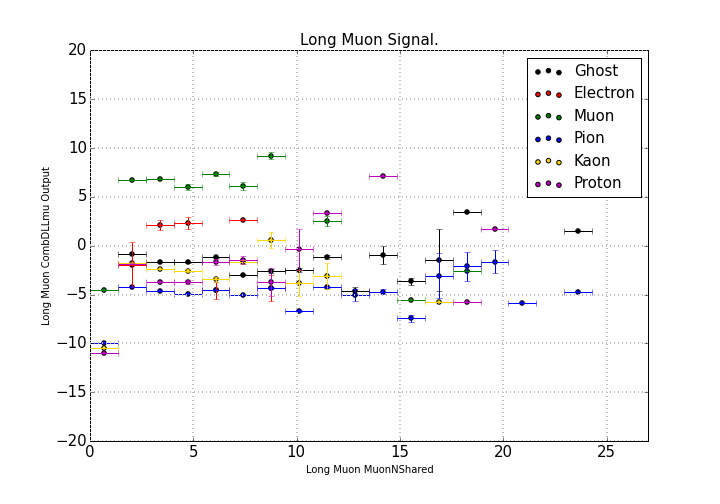 Long Muon Signal.
20
15
10
5
0
−5
−10
−15
−20
0
5
10
15
20
25
Long Muon CombDLLmu Output
Long Muon MuonNShared
Ghost
Electron
Muon
Pion
Kaon
Proton